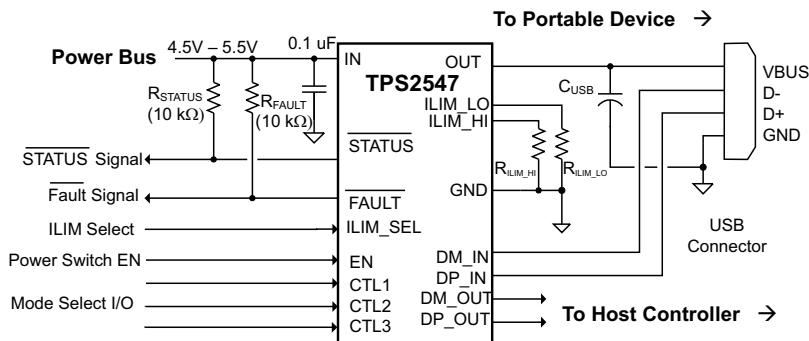 To Portable Device →
Power Bus
4.5V – 5.5V
0.1 uF
IN
TPS2547
OUT
VBUS
D-
D+
GND
CUSB
RSTATUS
(10 kΩ)
RFAULT
(10 kΩ)
ILIM_LO
ILIM_HI
STATUS
RILIM_HI
RILIM_LO
STATUS Signal
Fault Signal
FAULT
GND
ILIM Select
ILIM_SEL
USB
Connector
Power Switch EN
EN
DM_IN
DP_IN
CTL1
Mode Select I/O
CTL2
CTL3
DM_OUT
DP_OUT
To Host Controller →